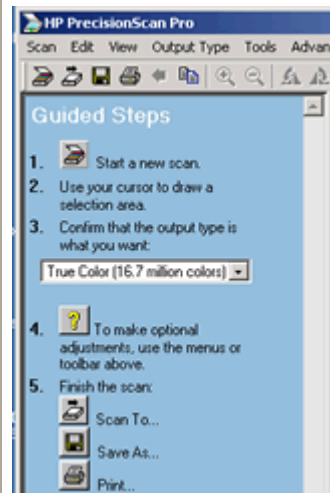 HP PrecisionScan Pro
Scan Edit View Output Type Tools Advan
Guided Steps
1. Start a new scan.
2. Use your cursor to draw a
selection area.
3. Confirm that the output type is
what you want:
True Color (16.7 million colors)
4. To make optional
adjustments, use the menus or
toolbar above.
5. Finish the scan:
Scan To...
Save As...
Print...